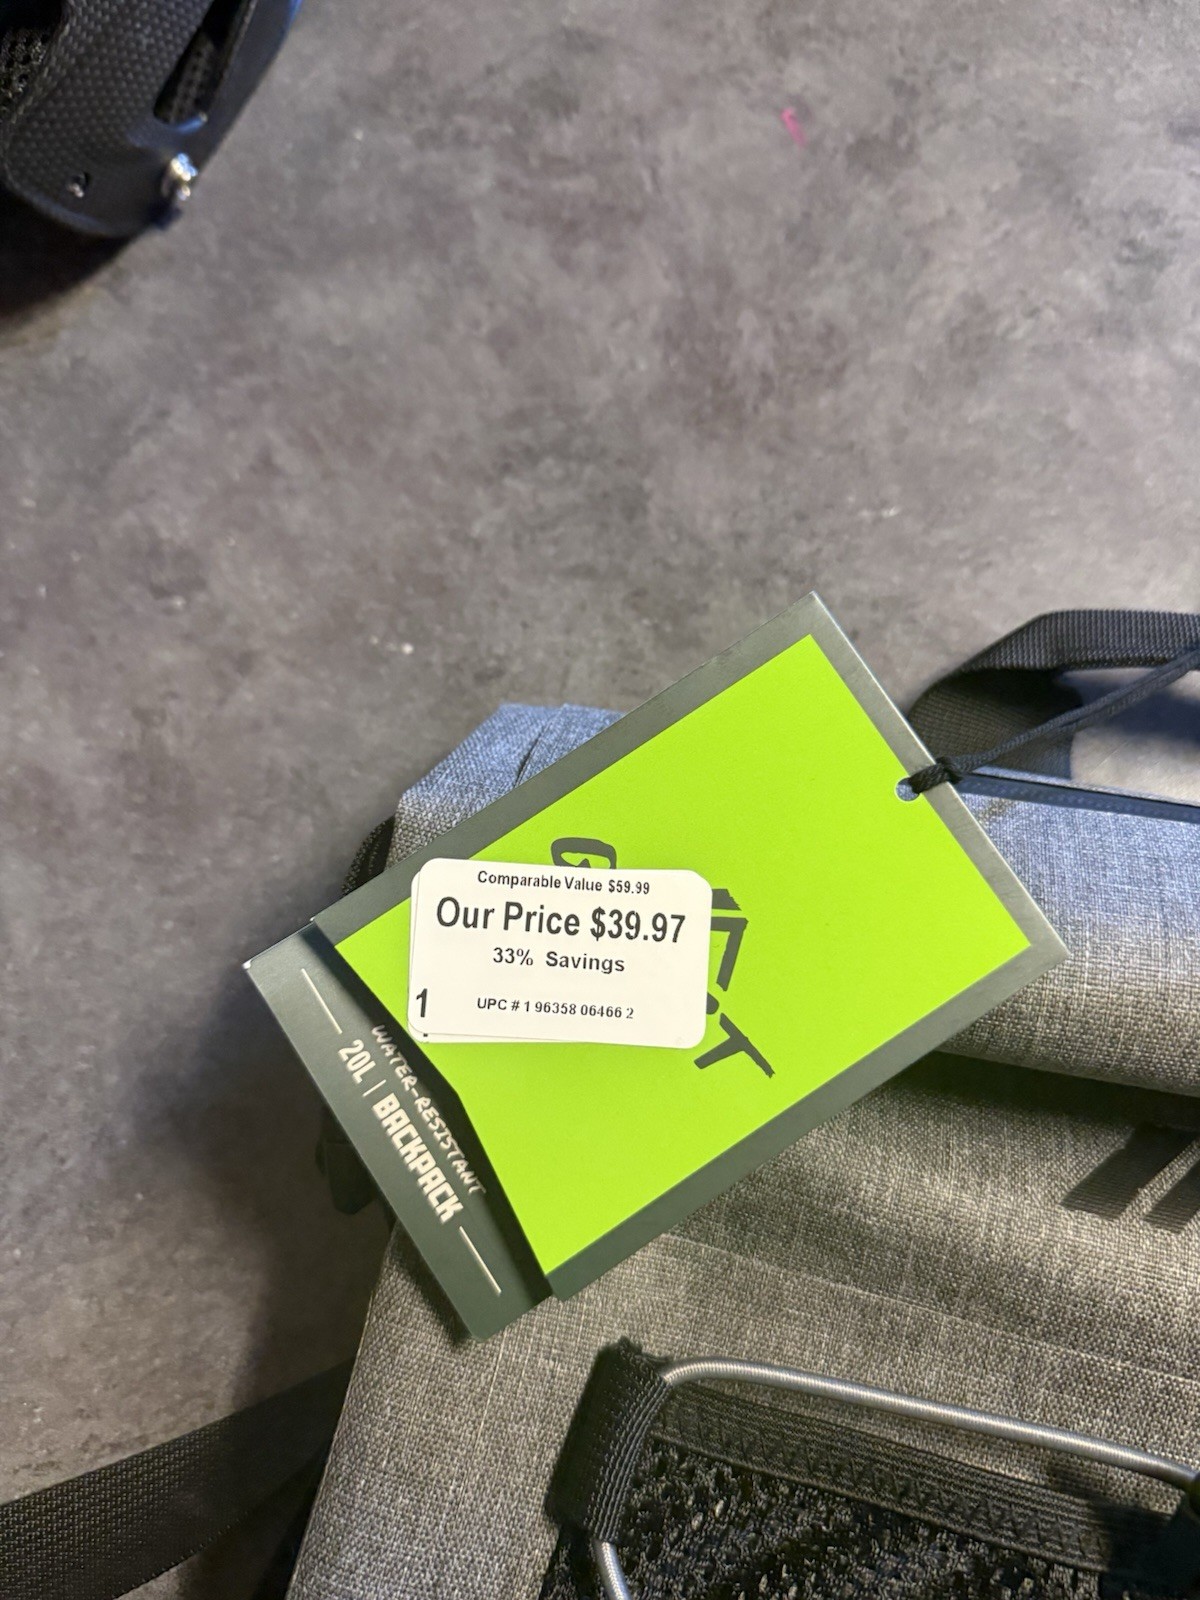 Comparable Value $59.99
Our Price $39.97
33% Savings
1 UPC # 1 96358 06466 2
WATER-RESISTANT
20L | BACKPACK